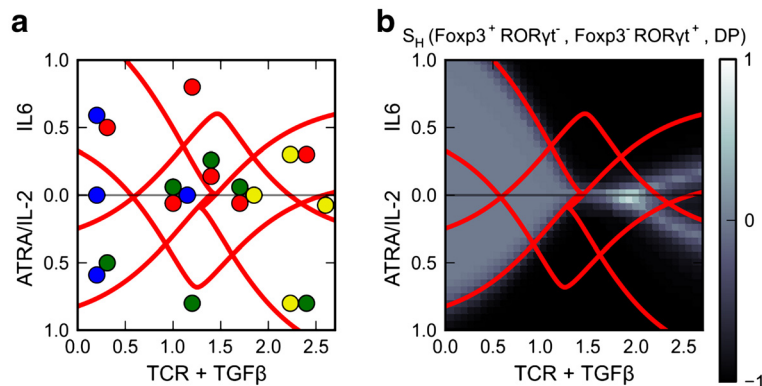 a
1.0
0.5
0.0
0.5
1.0
IL6
ATRA/IL-2
0.0 0.5 1.0 1.5 2.0 2.5
TCR + TGFβ
b
S_H (Foxp3⁺ RORγt⁻ , Foxp3⁻ RORγt⁺ , DP)
1.0
0.5
0.0
0.5
1.0
IL6
ATRA/IL-2
0.0 0.5 1.0 1.5 2.0 2.5
TCR + TGFβ
1
0
−1